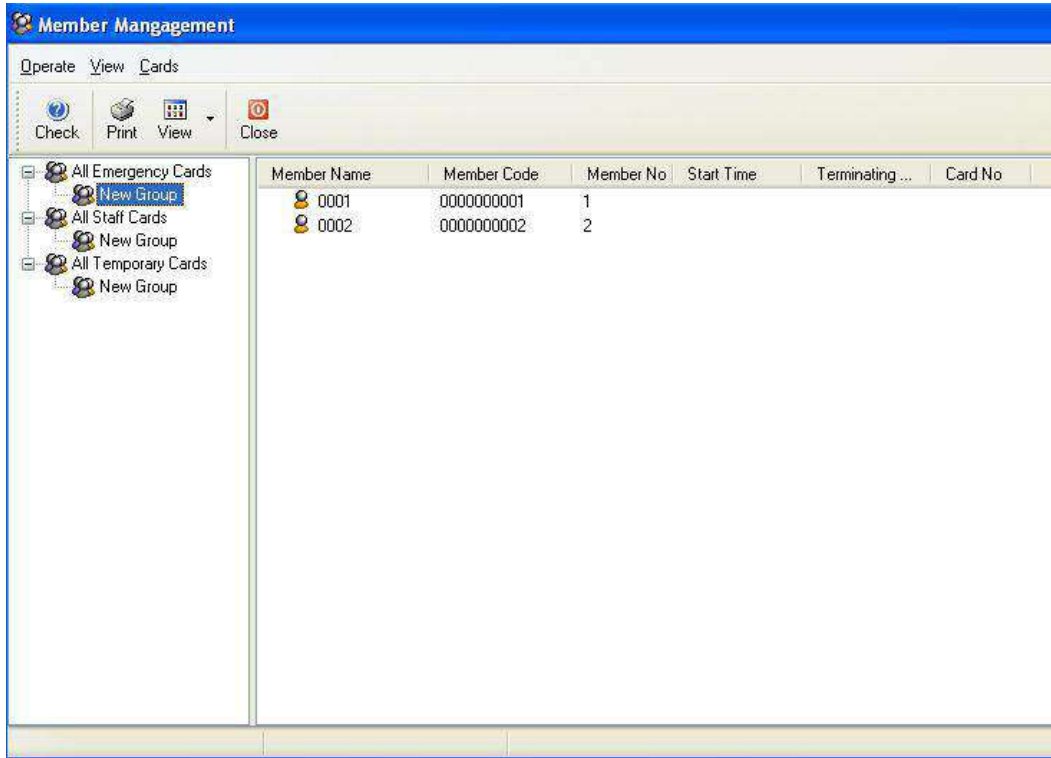 Member Mangagement
Operate View Cards
Check Print View Close
All Emergency Cards
New Group
All Staff Cards
New Group
All Temporary Cards
New Group
Member Name Member Code Member No Start Time Terminating ... Card No
0001 0000000001 1
0002 0000000002 2